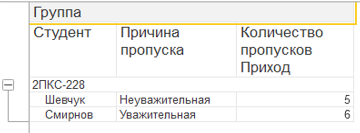 Группа
Студент Причина пропуска Количество пропусков Приход
2ПКС-228
Шевчук Неуважительная 5
Смирнов Уважительная 6